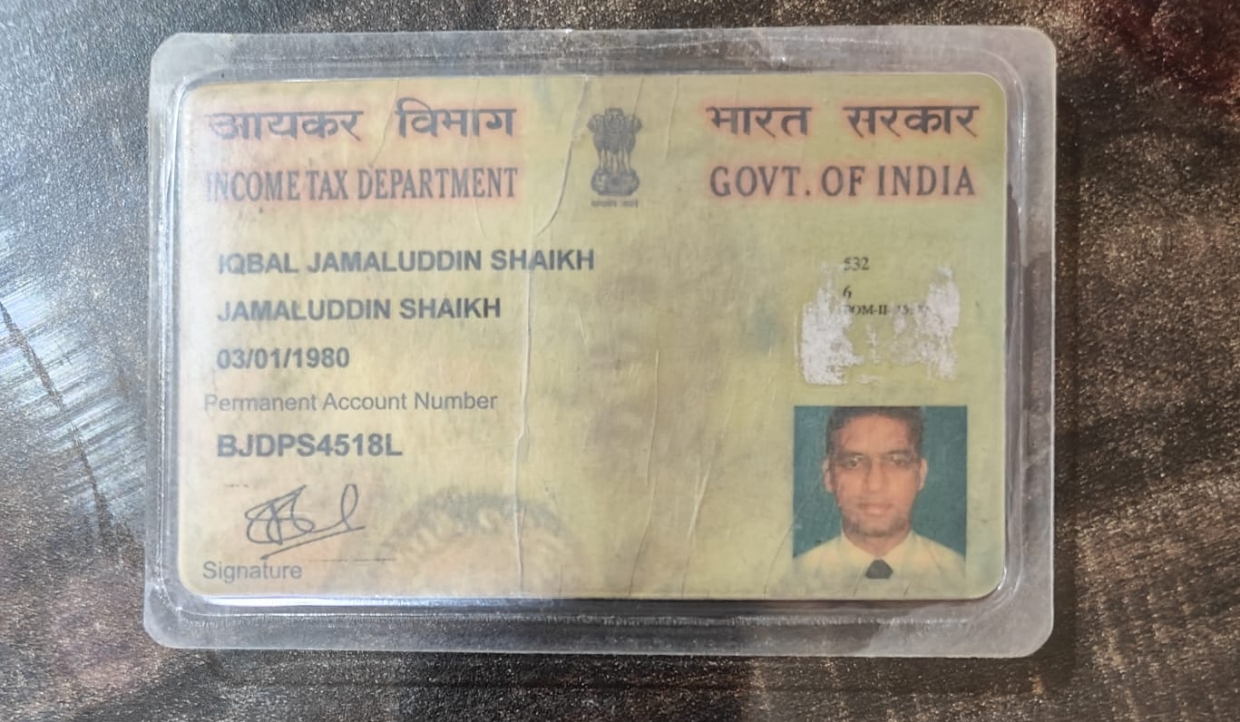 आयकर विभाग
INCOME TAX DEPARTMENT
भारत सरकार
GOVT. OF INDIA
IQBAL JAMALUDDIN SHAIKH
JAMALUDDIN SHAIKH
03/01/1980
Permanent Account Number
BJDPS4518L
Signature
532
6